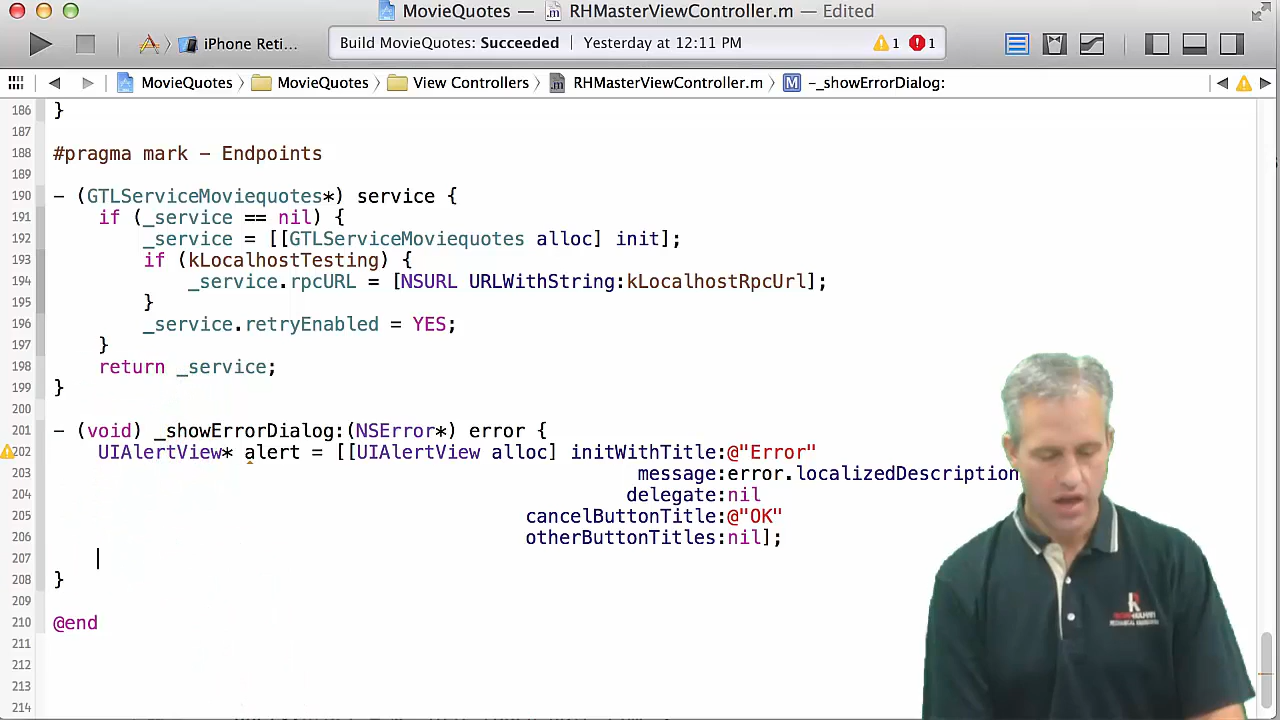 MovieQuotes — RHMasterViewController.m — Edited
iPhone Reti... Build MovieQuotes: Succeeded | Yesterday at 12:11 PM 1 1
MovieQuotes MovieQuotes View Controllers RHMasterViewController.m M -_showErrorDialog:
186 }
187
188 #pragma mark - Endpoints
189
190 - (GTLServiceMoviequotes*) service {
191 if (_service == nil) {
192 _service = [[GTLServiceMoviequotes alloc] init];
193 if (kLocalhostTesting) {
194 _service.rpcURL = [NSURL URLWithString:kLocalhostRpcUrl];
195 }
196 _service.retryEnabled = YES;
197 }
198 return _service;
199 }
200
201 - (void) _showErrorDialog:(NSError*) error {
202 UIAlertView* alert = [[UIAlertView alloc] initWithTitle:@"Error"
203 message:error.localizedDescription
204 delegate:nil
205 cancelButtonTitle:@"OK"
206 otherButtonTitles:nil];
207
208 }
209
210 @end
211
212
213
214